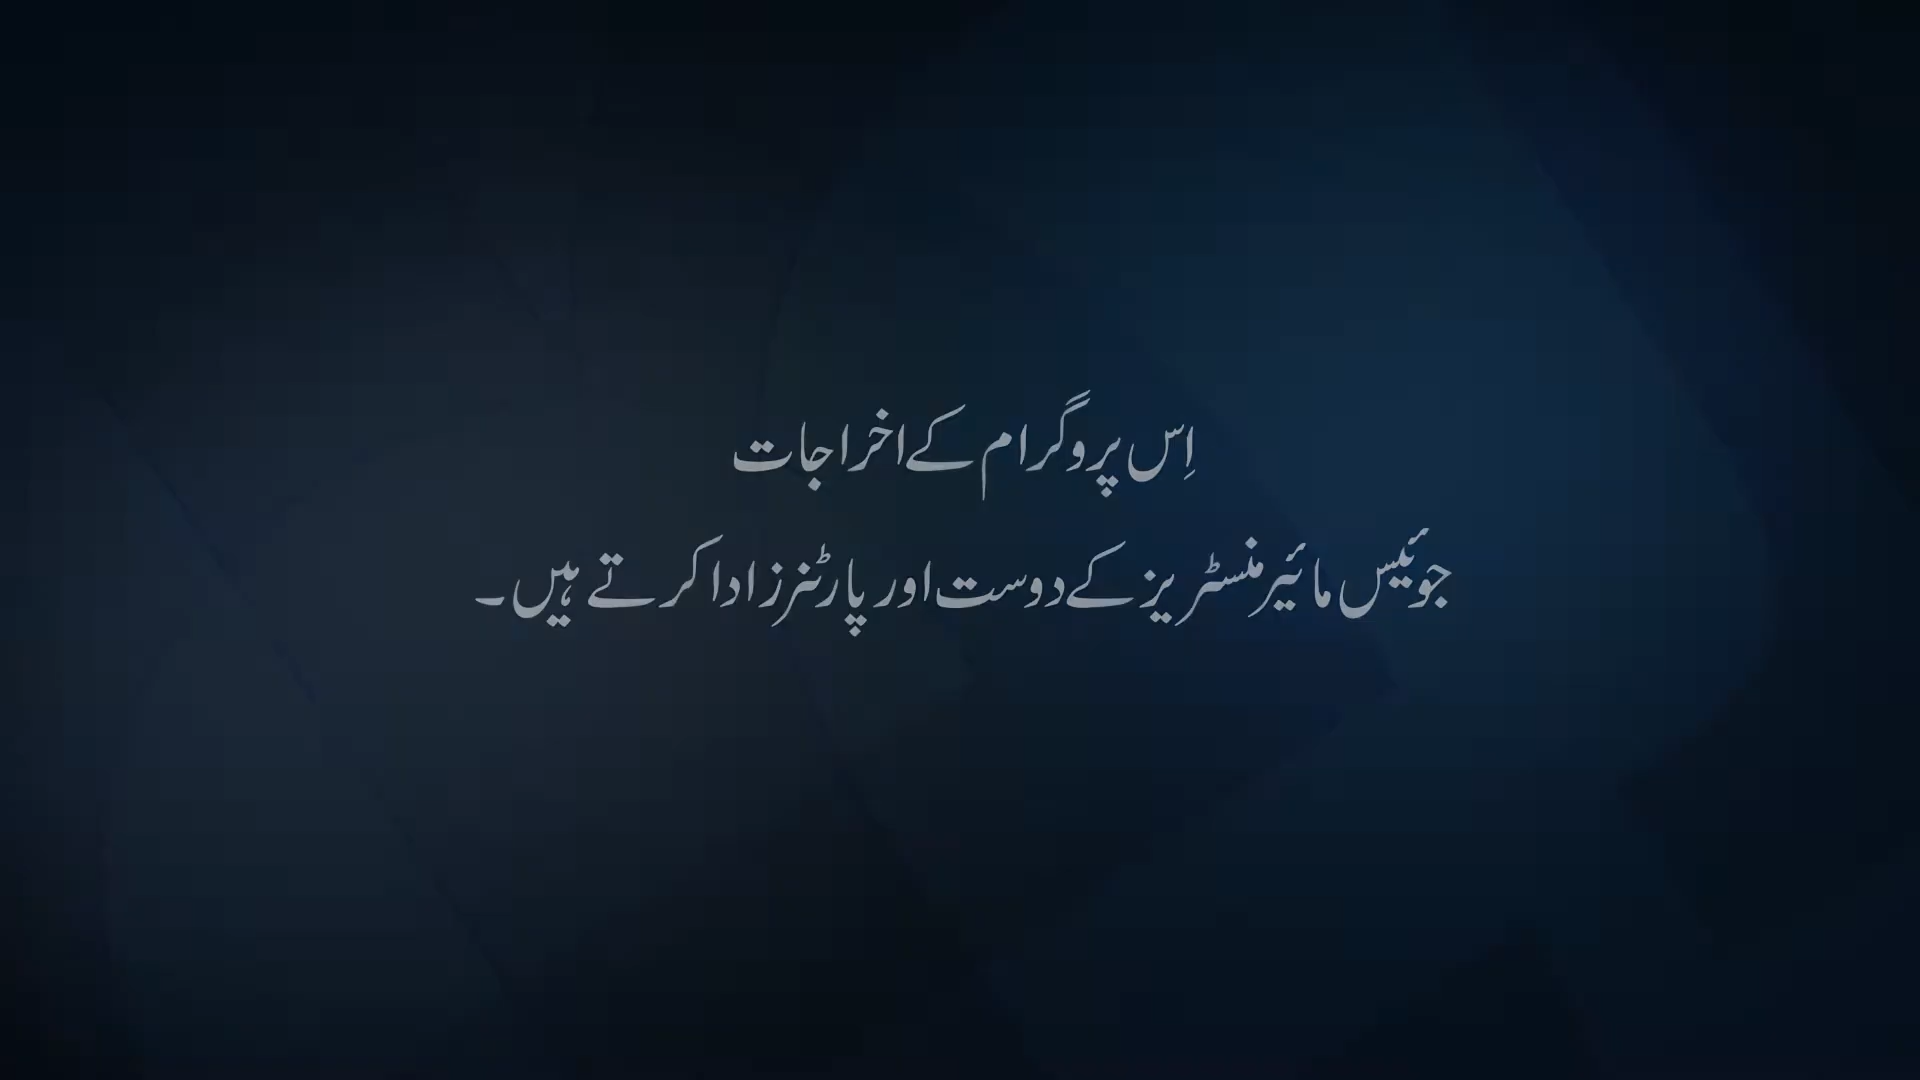 اِس پروگرام کے اخراجات
جوئیس مائیر منسٹریز کے دوست اور پارٹنرز ادا کرتے ہیں۔